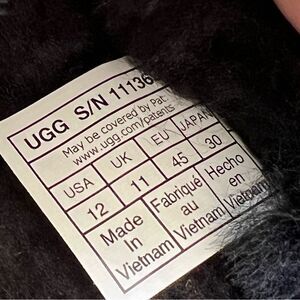 UGG S/N 11136
May be covered by Pat.
www.ugg.com/patents
USA UK EU JAPAN
12 11 45 30
Made Fabriqué Hecho
In au en
Vietnam Vietnam Vietnam